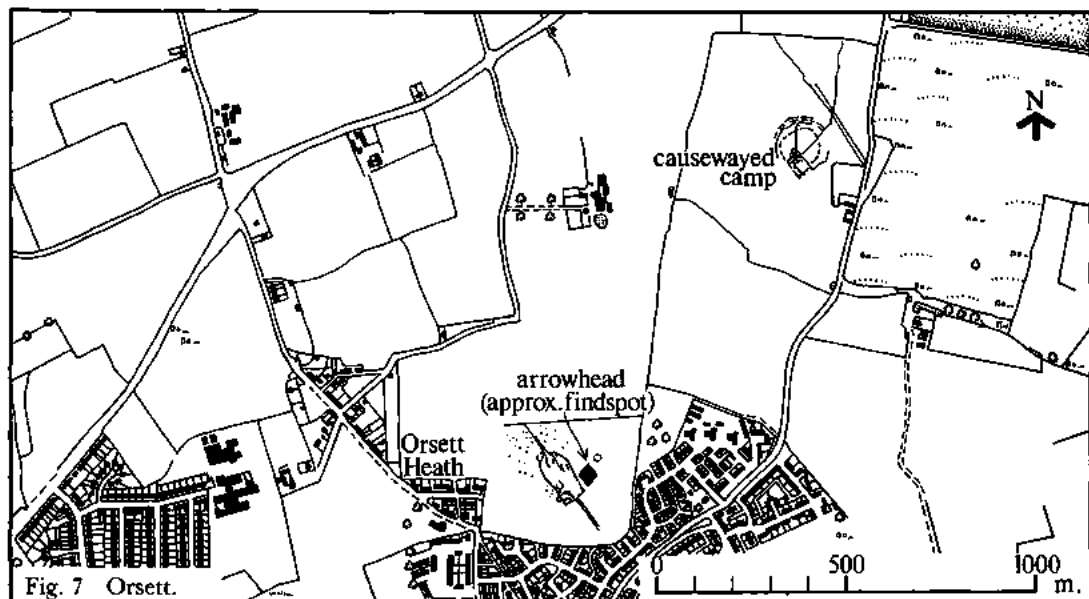 N
causewayed
camp
arrowhead
(approx. findspot)
Orsett
Heath
0 500 1000
m.
Fig. 7 Orsett.